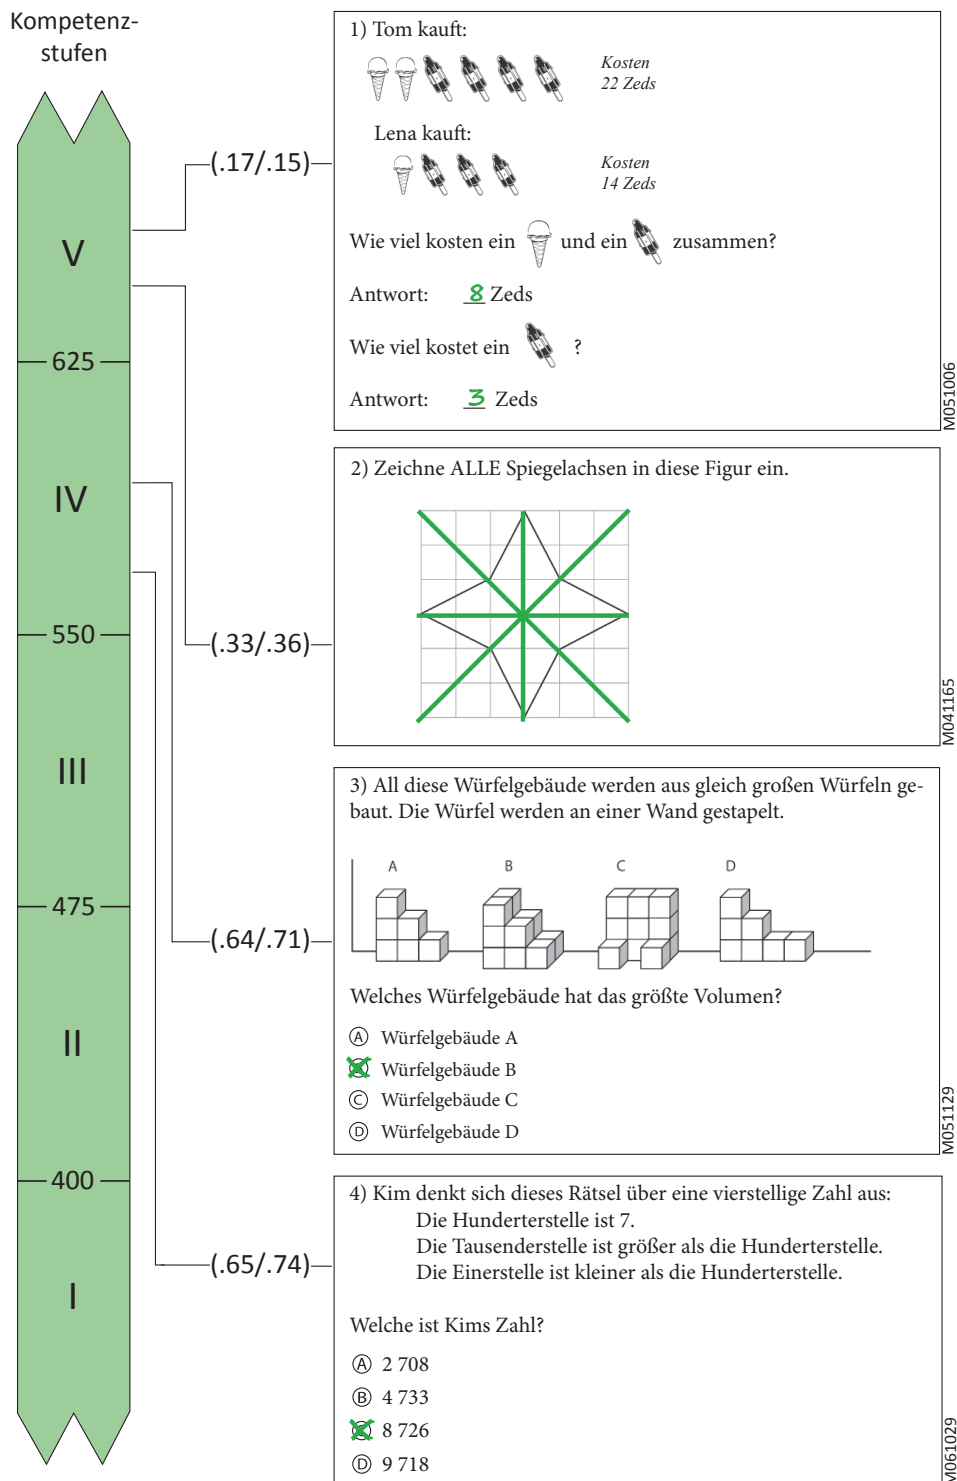 Kompetenz-
stufen
V
625
IV
550
III
475
II
400
I
(.17/.15)
1) Tom kauft:
Kosten
22 Zeds
Lena kauft:
Kosten
14 Zeds
Wie viel kosten ein und ein zusammen?
Antwort: 8 Zeds
Wie viel kostet ein ?
Antwort: 3 Zeds
M051006
(.33/.36)
2) Zeichne ALLE Spiegelachsen in diese Figur ein.
M041165
(.64/.71)
3) All diese Würfelgebäude werden aus gleich großen Würfeln ge-
baut. Die Würfel werden an einer Wand gestapelt.
A B C D
Welches Würfelgebäude hat das größte Volumen?
A Würfelgebäude A
Würfelgebäude B
C Würfelgebäude C
D Würfelgebäude D
M051129
(.65/.74)
4) Kim denkt sich dieses Rätsel über eine vierstellige Zahl aus:
Die Hunderterstelle ist 7.
Die Tausenderstelle ist größer als die Hunderterstelle.
Die Einerstelle ist kleiner als die Hunderterstelle.
Welche ist Kims Zahl?
A 2 708
B 4 733
8 726
D 9 718
M061029